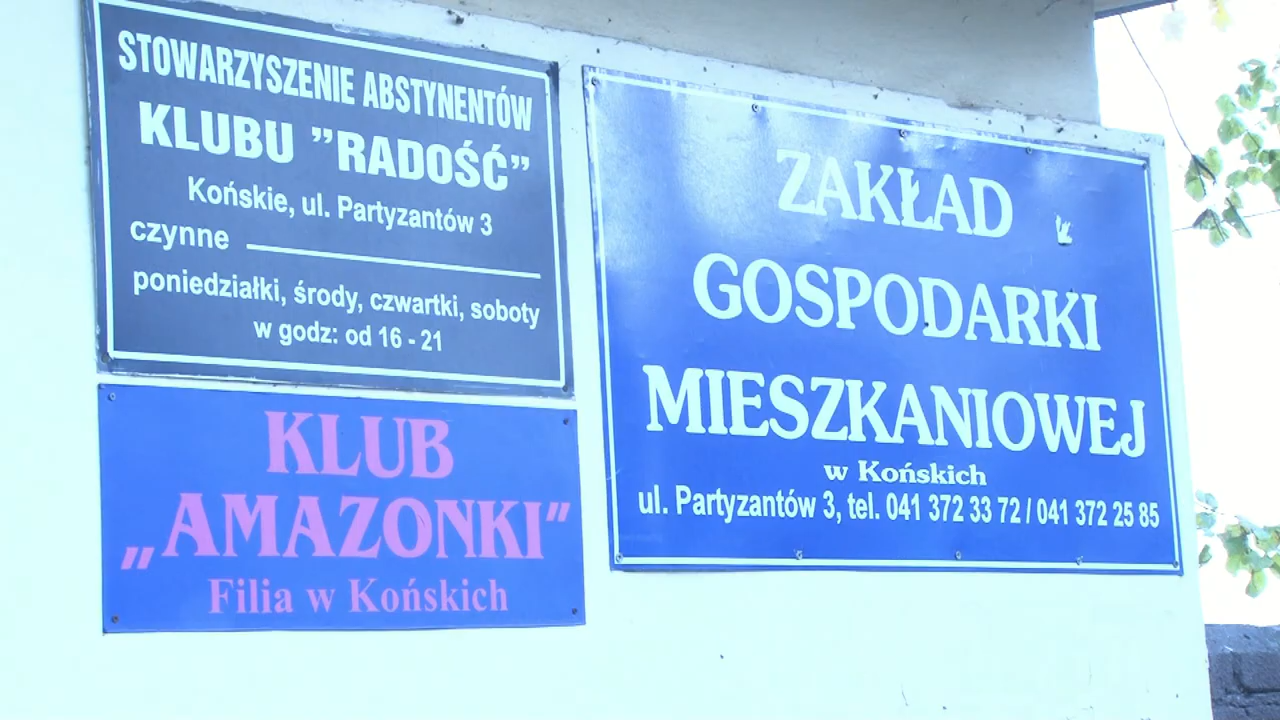 STOWARZYSZENIE ABSTYNENTÓW
KLUBU ”RADOŚĆ”
Końskie, ul. Partyzantów 3
czynne
poniedziałki, środy, czwartki, soboty
w godz: od 16 - 21
KLUB
„AMAZONKI”
Filia w Końskich
ZAKŁAD
GOSPODARKI
MIESZKANIOWEJ
w Końskich
ul. Partyzantów 3, tel. 041 372 33 72 / 041 372 25 85